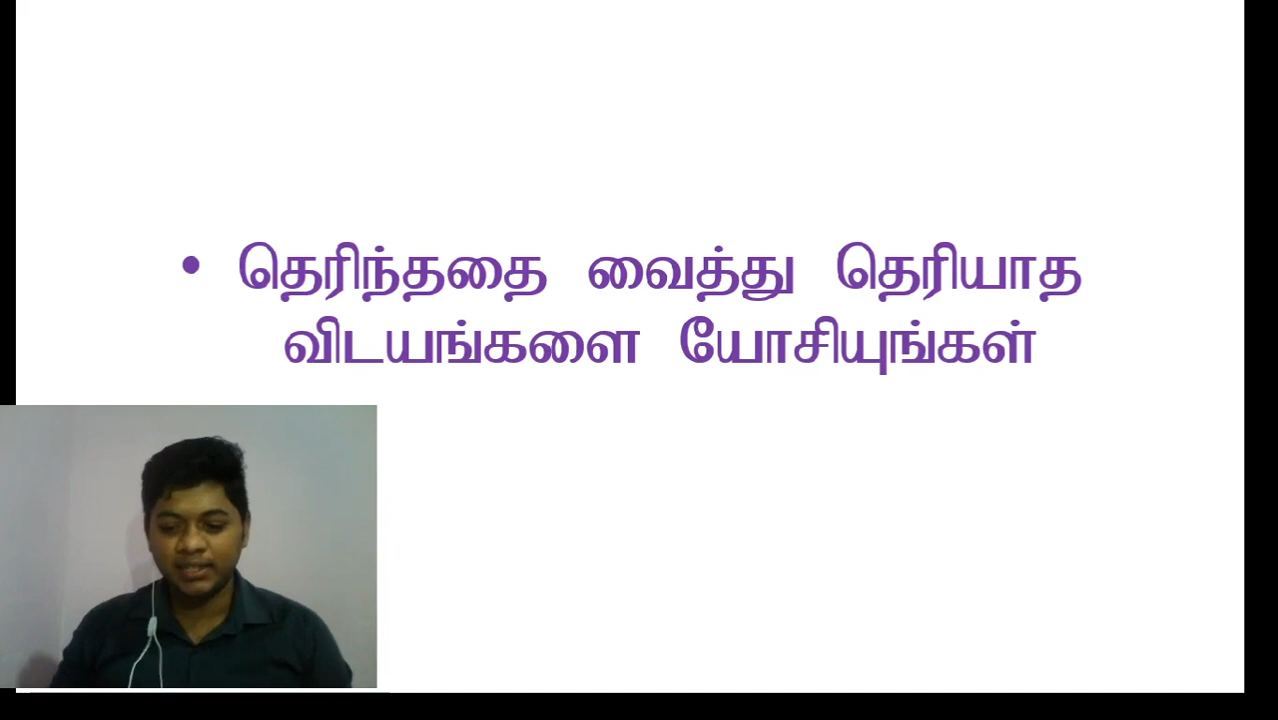 • தெரிந்ததை வைத்து தெரியாத
விடயங்களை யோசியுங்கள்